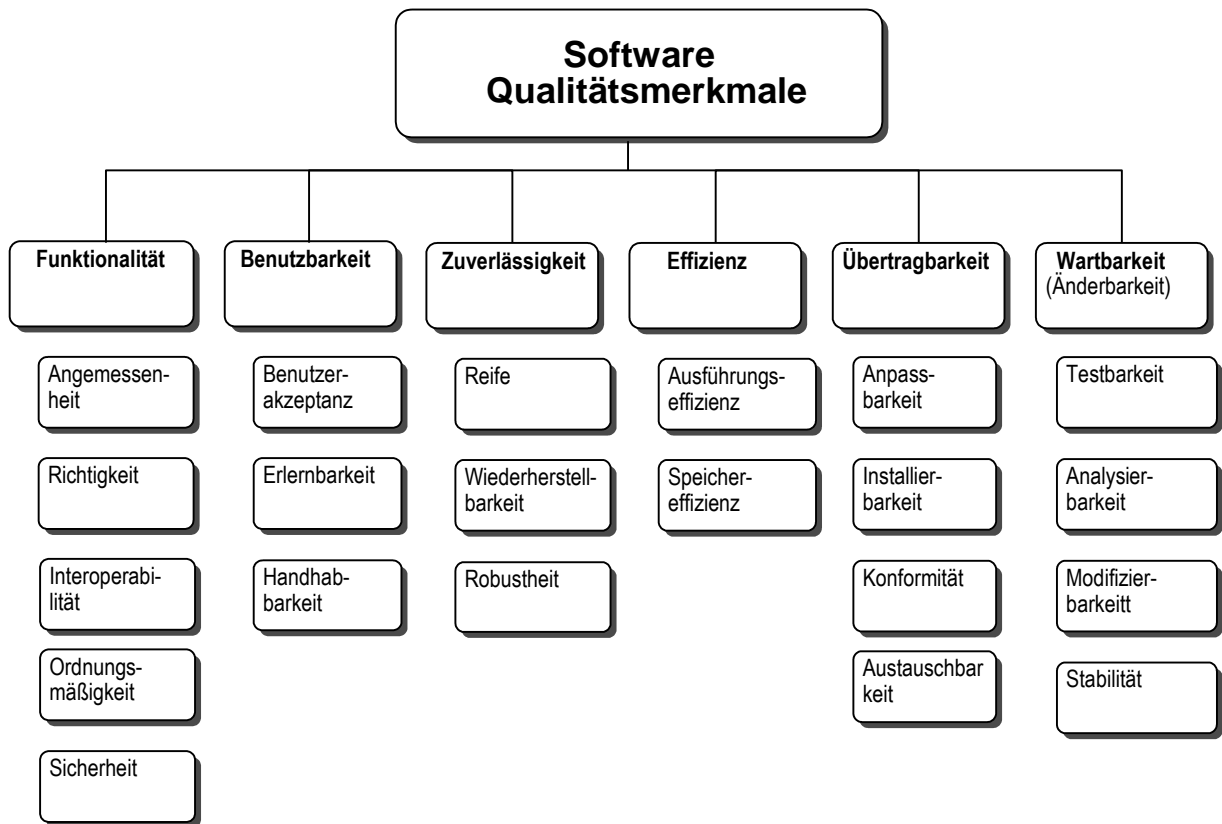 Software
Qualitätsmerkmale
Funktionalität
Angemessen-
heit
Richtigkeit
Interoperabi-
lität
Ordnungs-
mäßigkeit
Sicherheit
Benutzbarkeit
Benutzer-
akzeptanz
Erlernbarkeit
Handhab-
barkeit
Zuverlässigkeit
Reife
Wiederherstell-
barkeit
Robustheit
Effizienz
Ausführungs-
effizienz
Speicher-
effizienz
Übertragbarkeit
Anpass-
barkeit
Installier-
barkeit
Konformität
Austauschbar
keit
Wartbarkeit
(Änderbarkeit)
Testbarkeit
Analysier-
barkeit
Modifizier-
barkeitt
Stabilität